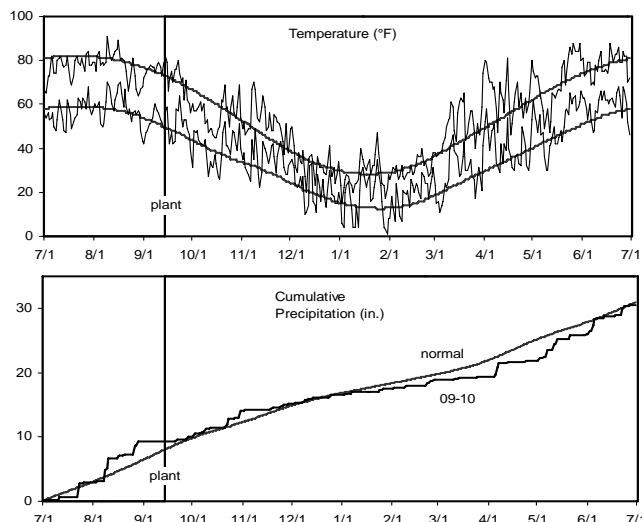 100
Temperature (°F)
80
60
40
20
plant
0
7/1 8/1 9/1 10/1 11/1 12/1 1/1 2/1 3/1 4/1 5/1 6/1 7/1
Cumulative
30
Precipitation (in.)
normal
20
09-10
10
plant
0
7/1 8/1 9/1 10/1 11/1 12/1 1/1 2/1 3/1 4/1 5/1 6/1 7/1